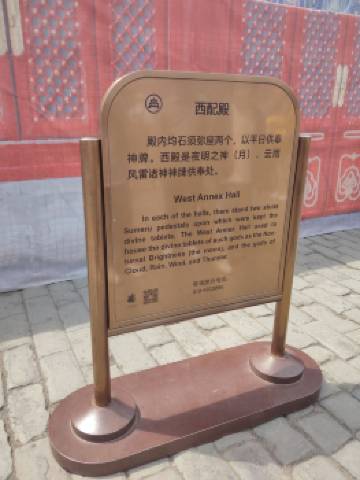 西配殿
殿内均石须弥座两个，以平日供奉
神牌。西殿是夜明之神（月）、云雨
风雷诸神神牌供奉处。
West Annex Hall
In each of the halls, there stand two stone
Sumeru pedestals upon which were kept the
divine tablets. The West Annex Hall used to
house the divine tablets of such gods as the Noc-
turnal Brightness (the moon), and the gods of
Cloud, Rain, Wind, and Thunder.